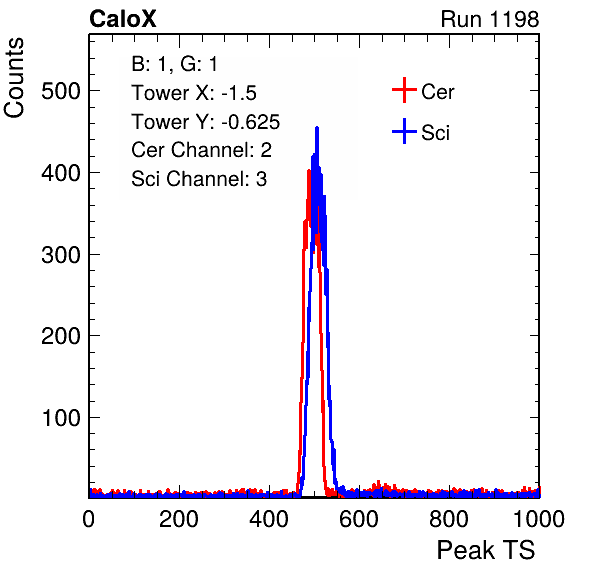 CaloX Run 1198
Counts
B: 1, G: 1
Tower X: -1.5
Tower Y: -0.625
Cer Channel: 2
Sci Channel: 3
Cer
Sci
500
400
300
200
100
0 200 400 600 800 1000
Peak TS